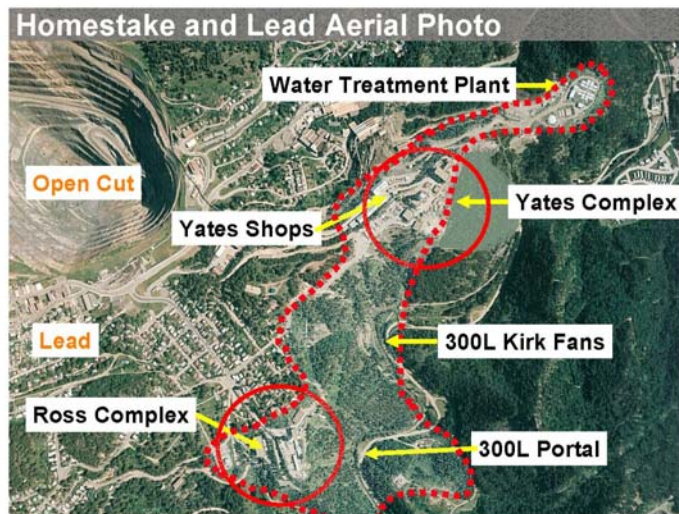 Homestake and Lead Aerial Photo
Water Treatment Plant
Open Cut
Yates Shops
Yates Complex
Lead
300L Kirk Fans
Ross Complex
300L Portal